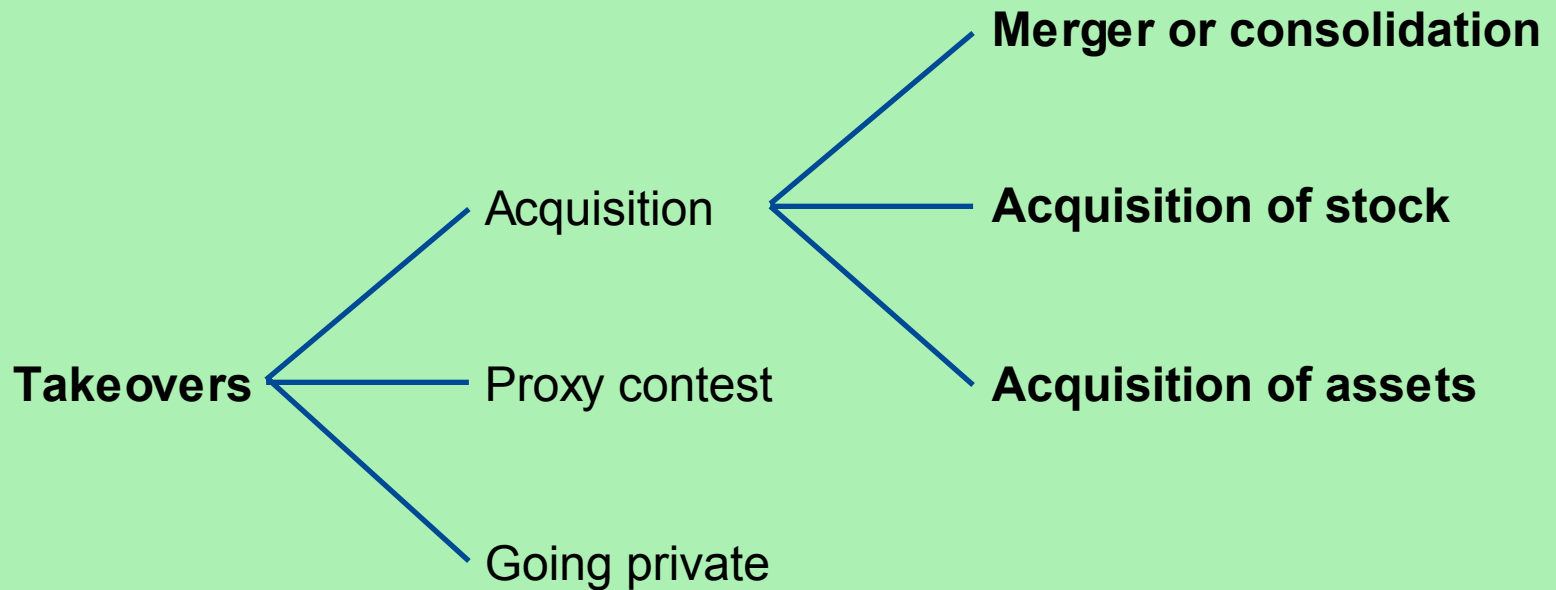 Merger or consolidation
Acquisition
Acquisition of stock
Takeovers
Proxy contest
Acquisition of assets
Going private